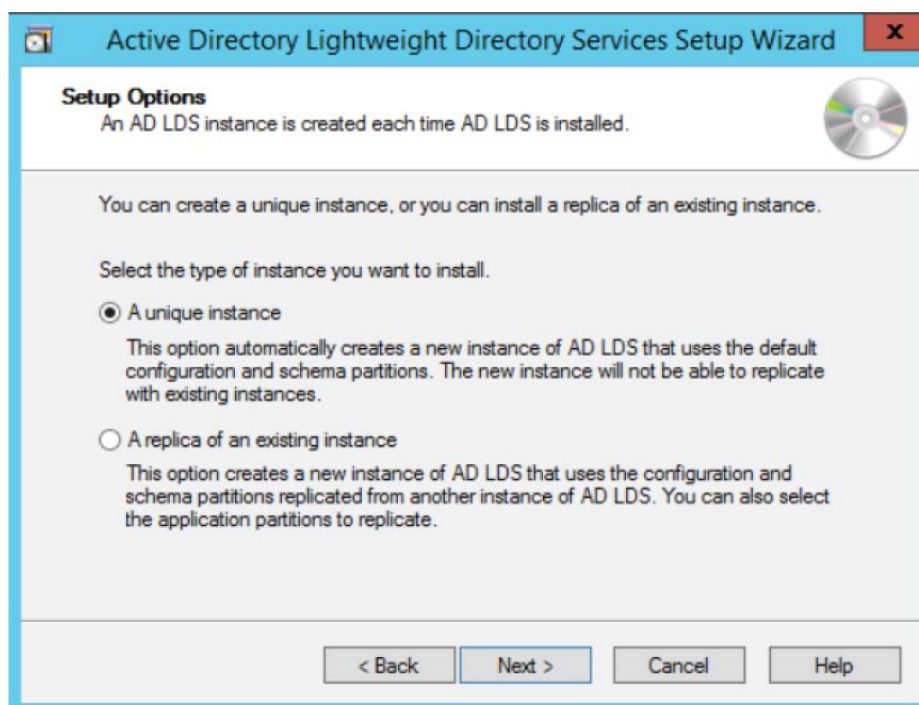 Active Directory Lightweight Directory Services Setup Wizard
x
Setup Options
An AD LDS instance is created each time AD LDS is installed.
You can create a unique instance, or you can install a replica of an existing instance.
Select the type of instance you want to install.
A unique instance
This option automatically creates a new instance of AD LDS that uses the default
configuration and schema partitions. The new instance will not be able to replicate
with existing instances.
A replica of an existing instance
This option creates a new instance of AD LDS that uses the configuration and
schema partitions replicated from another instance of AD LDS. You can also select
the application partitions to replicate.
< Back Next > Cancel Help